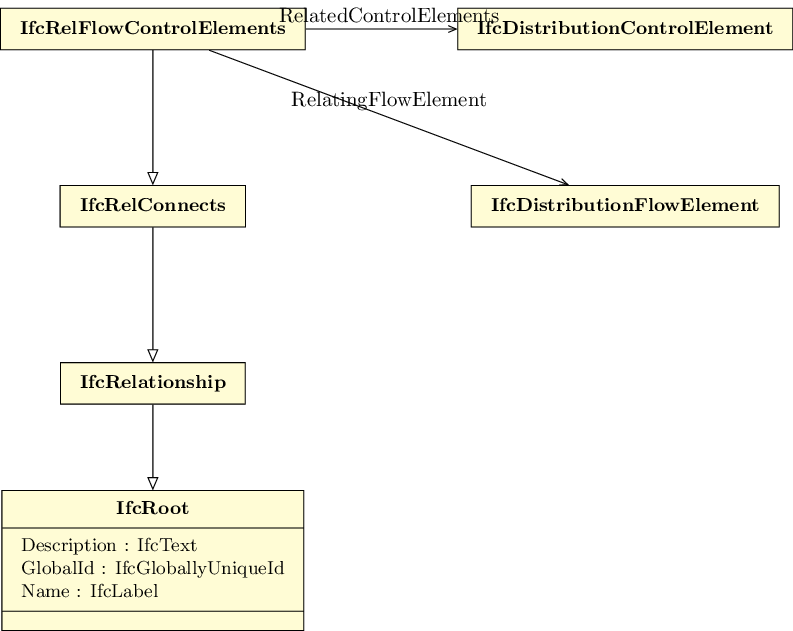 RelatedControlElements
IfcRelFlowControlElements
IfcDistributionControlElement
RelatingFlowElement
IfcRelConnects
IfcDistributionFlowElement
IfcRelationship
IfcRoot
Description : IfcText
GlobalId : IfcGloballyUniqueId
Name : IfcLabel